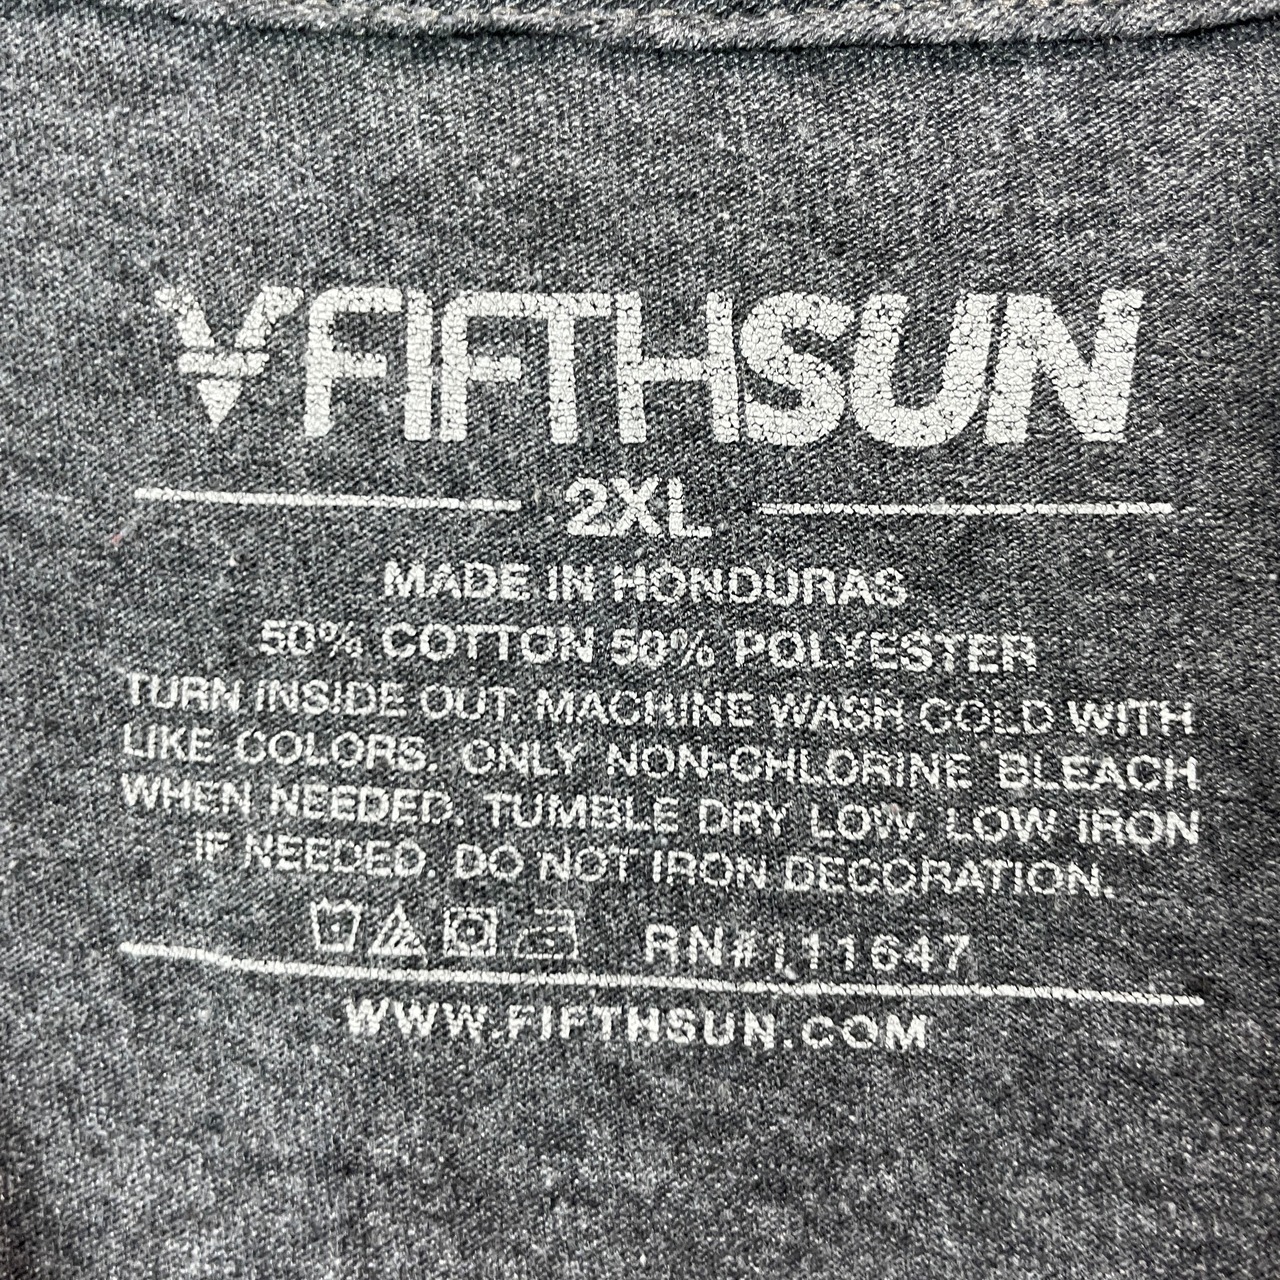 FIFTHSUN
2XL
MADE IN HONDURAS
50% COTTON 50% POLYESTER
TURN INSIDE OUT. MACHINE WASH COLD WITH
LIKE COLORS. ONLY NON-CHLORINE BLEACH
WHEN NEEDED. TUMBLE DRY LOW. LOW IRON
IF NEEDED. DO NOT IRON DECORATION.
RN#111647
WWW.FIFTHSUN.COM